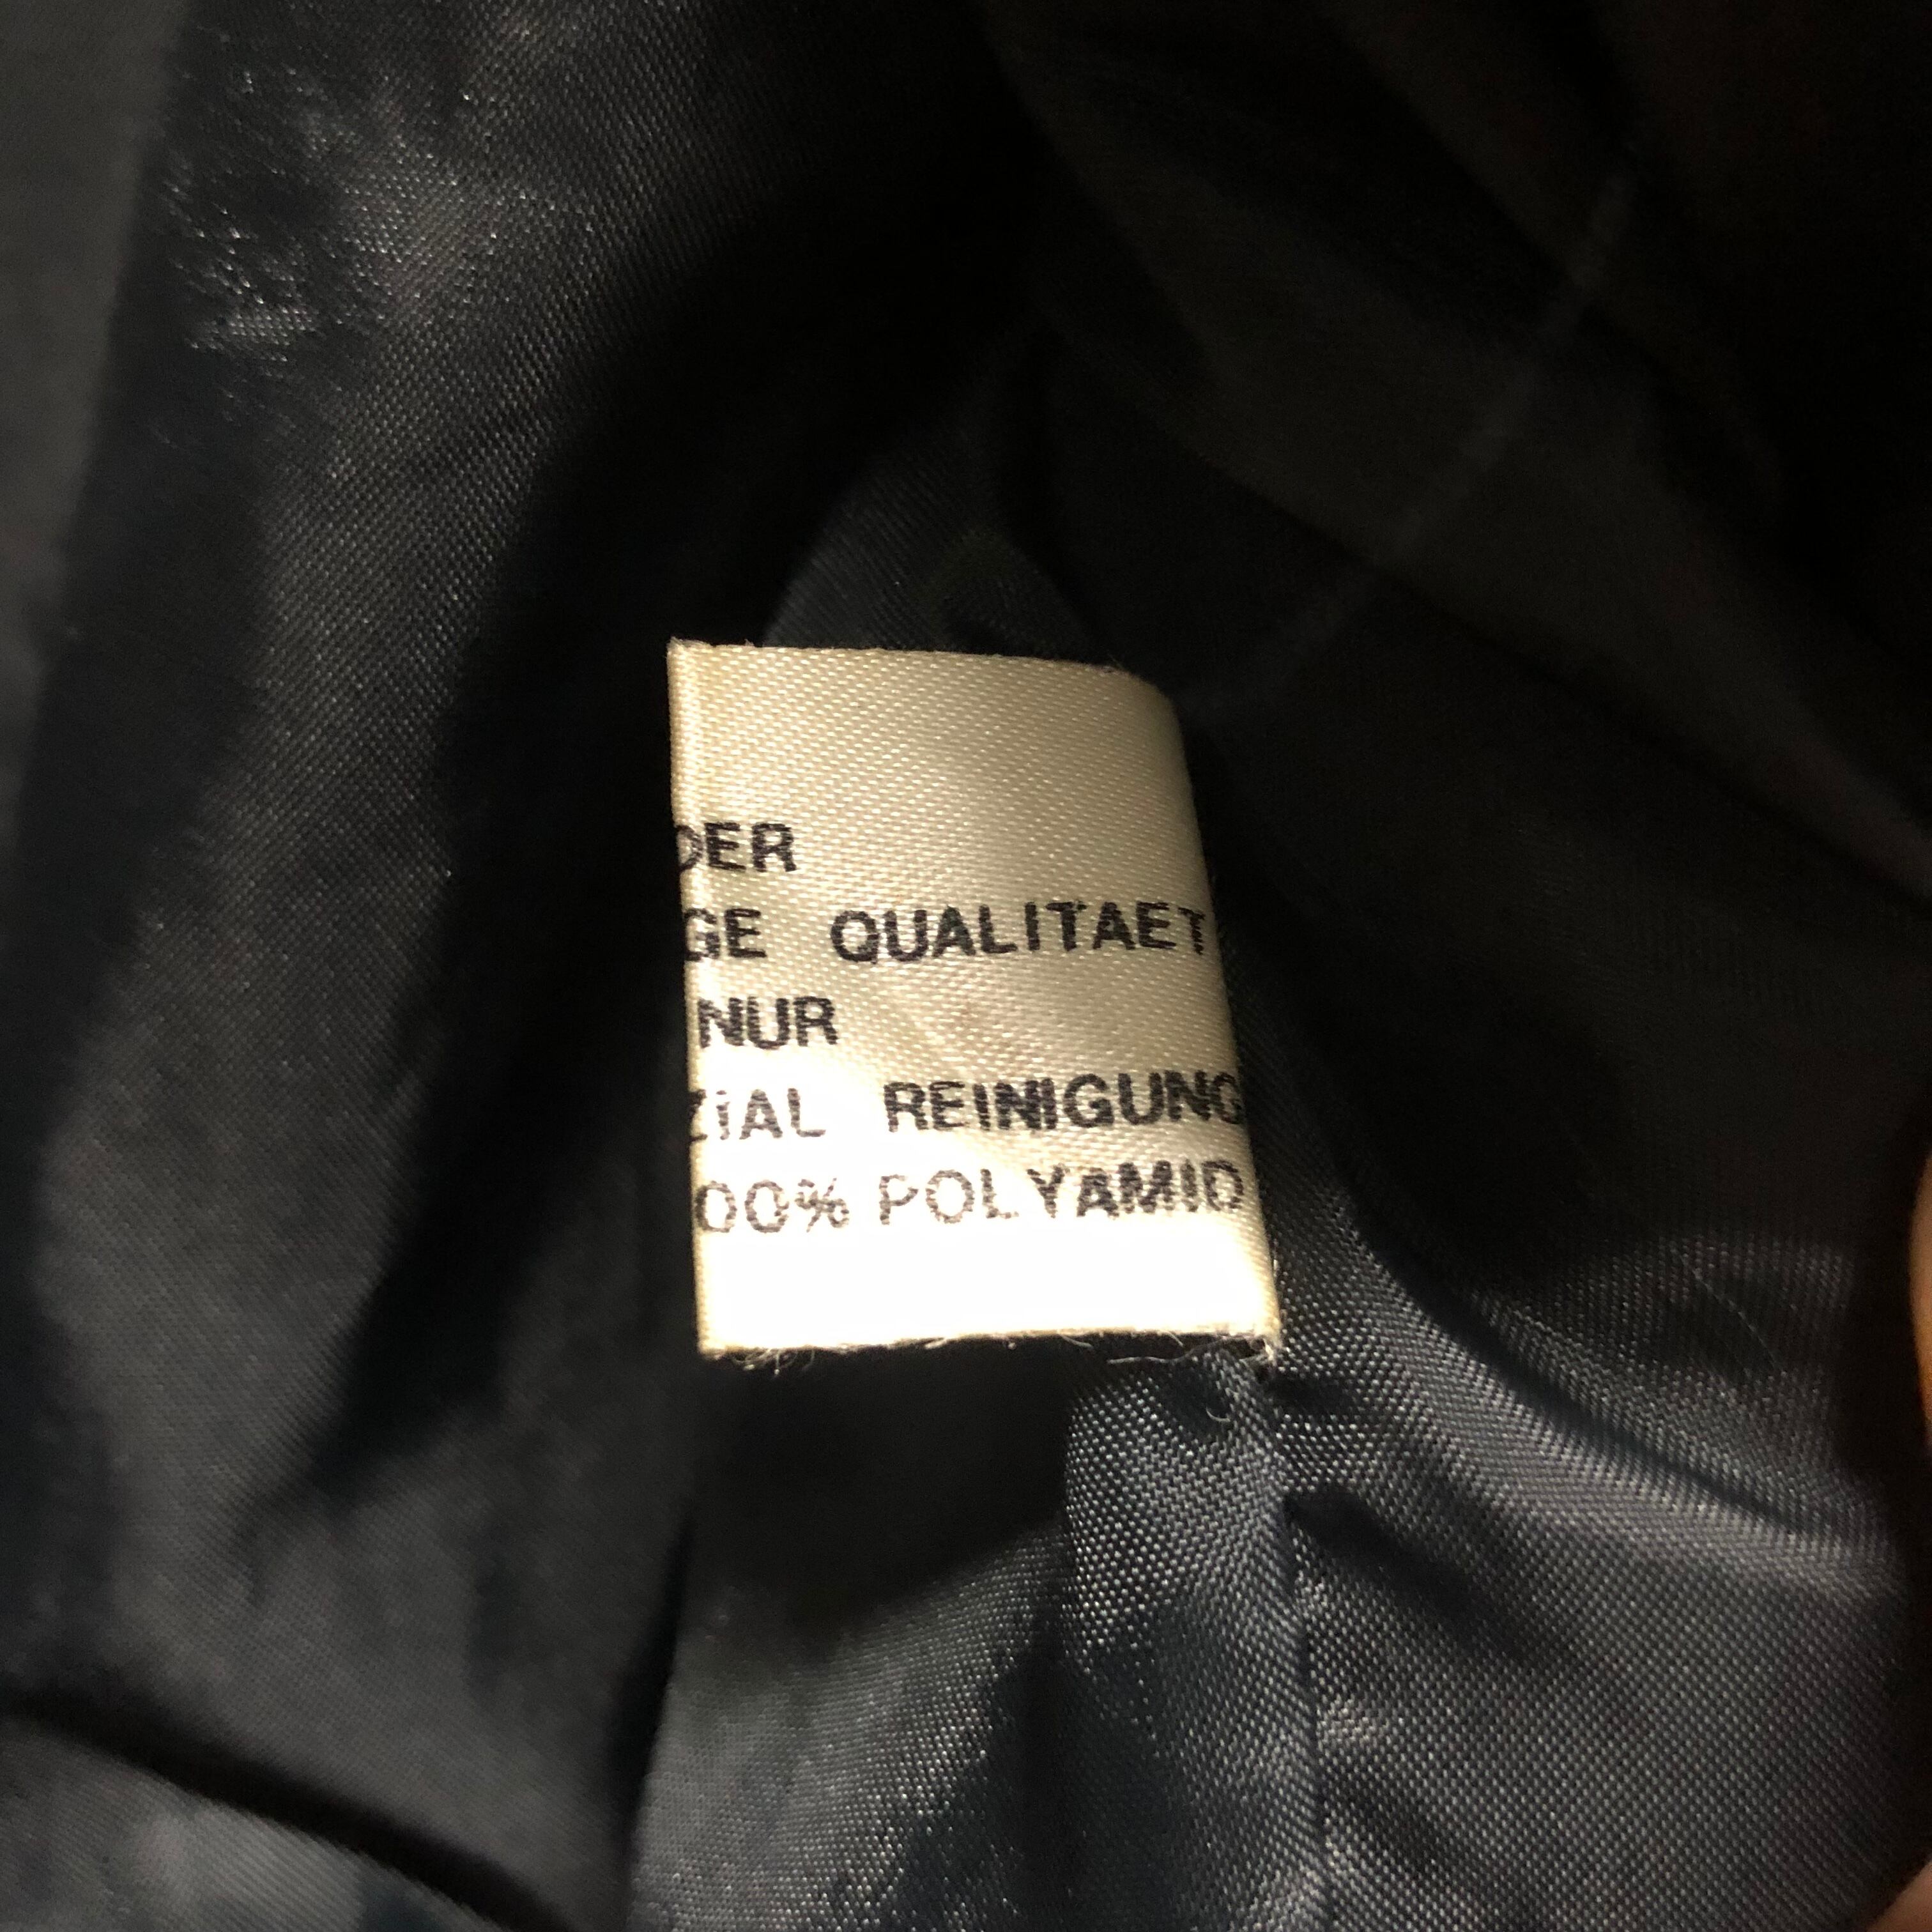 DER
GE QUALITAET
NUR
ZIAL REINIGUNG
00% POLYAMID